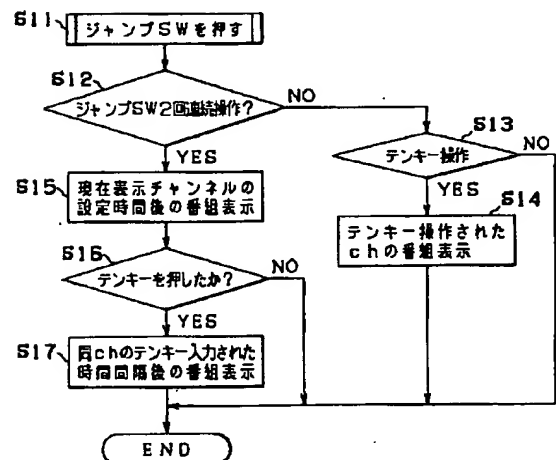 S11
ジャンプSWを押す
S12
ジャンプSW2回連続操作?
NO
S13
YES
テンキー操作
NO
S15
現在表示チャンネルの
設定時間後の番組表示
YES
S14
テンキー操作された
chの番組表示
S16
テンキーを押したか?
NO
YES
S17
同chのテンキー入力された
時間間隔後の番組表示
END